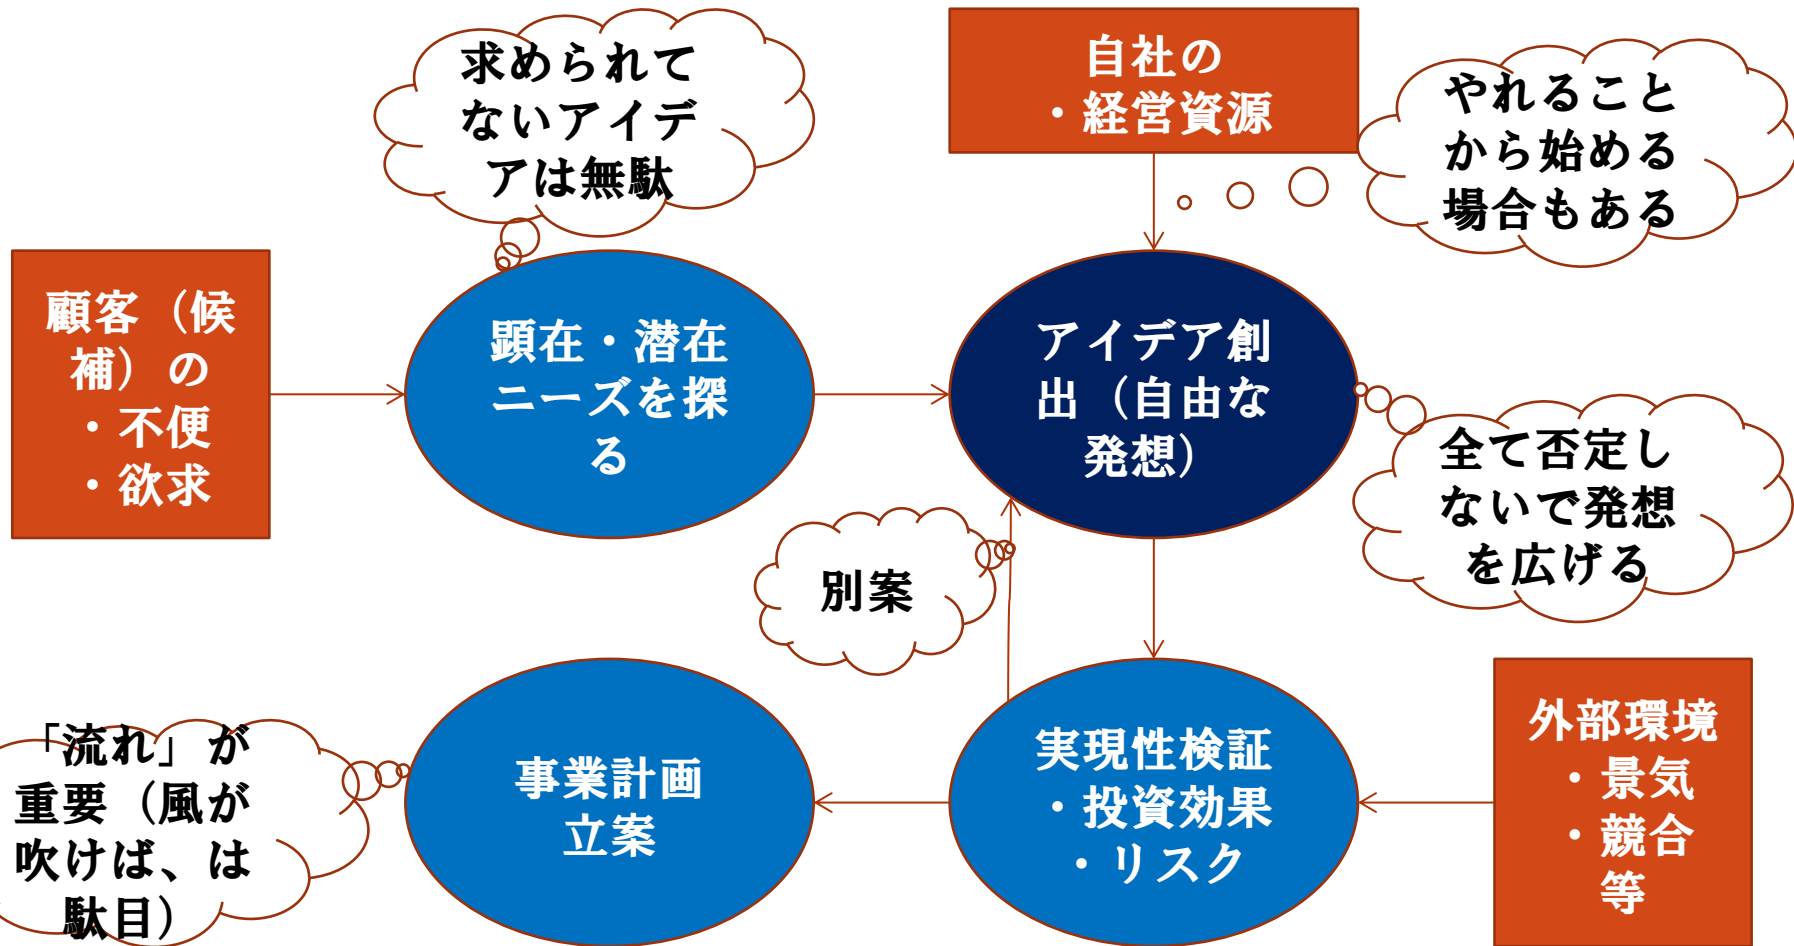 求められて
ないアイデ
アは無駄
自社の
・経営資源
やれること
から始める
場合もある
顧客（候
補）の
・不便
・欲求
顕在・潜在
ニーズを探
る
アイデア創
出（自由な
発想）
全て否定し
ないで発想
を広げる
別案
「流れ」が
重要（風が
吹けば、は
駄目）
事業計画
立案
実現性検証
・投資効果
・リスク
外部環境
・景気
・競合
等